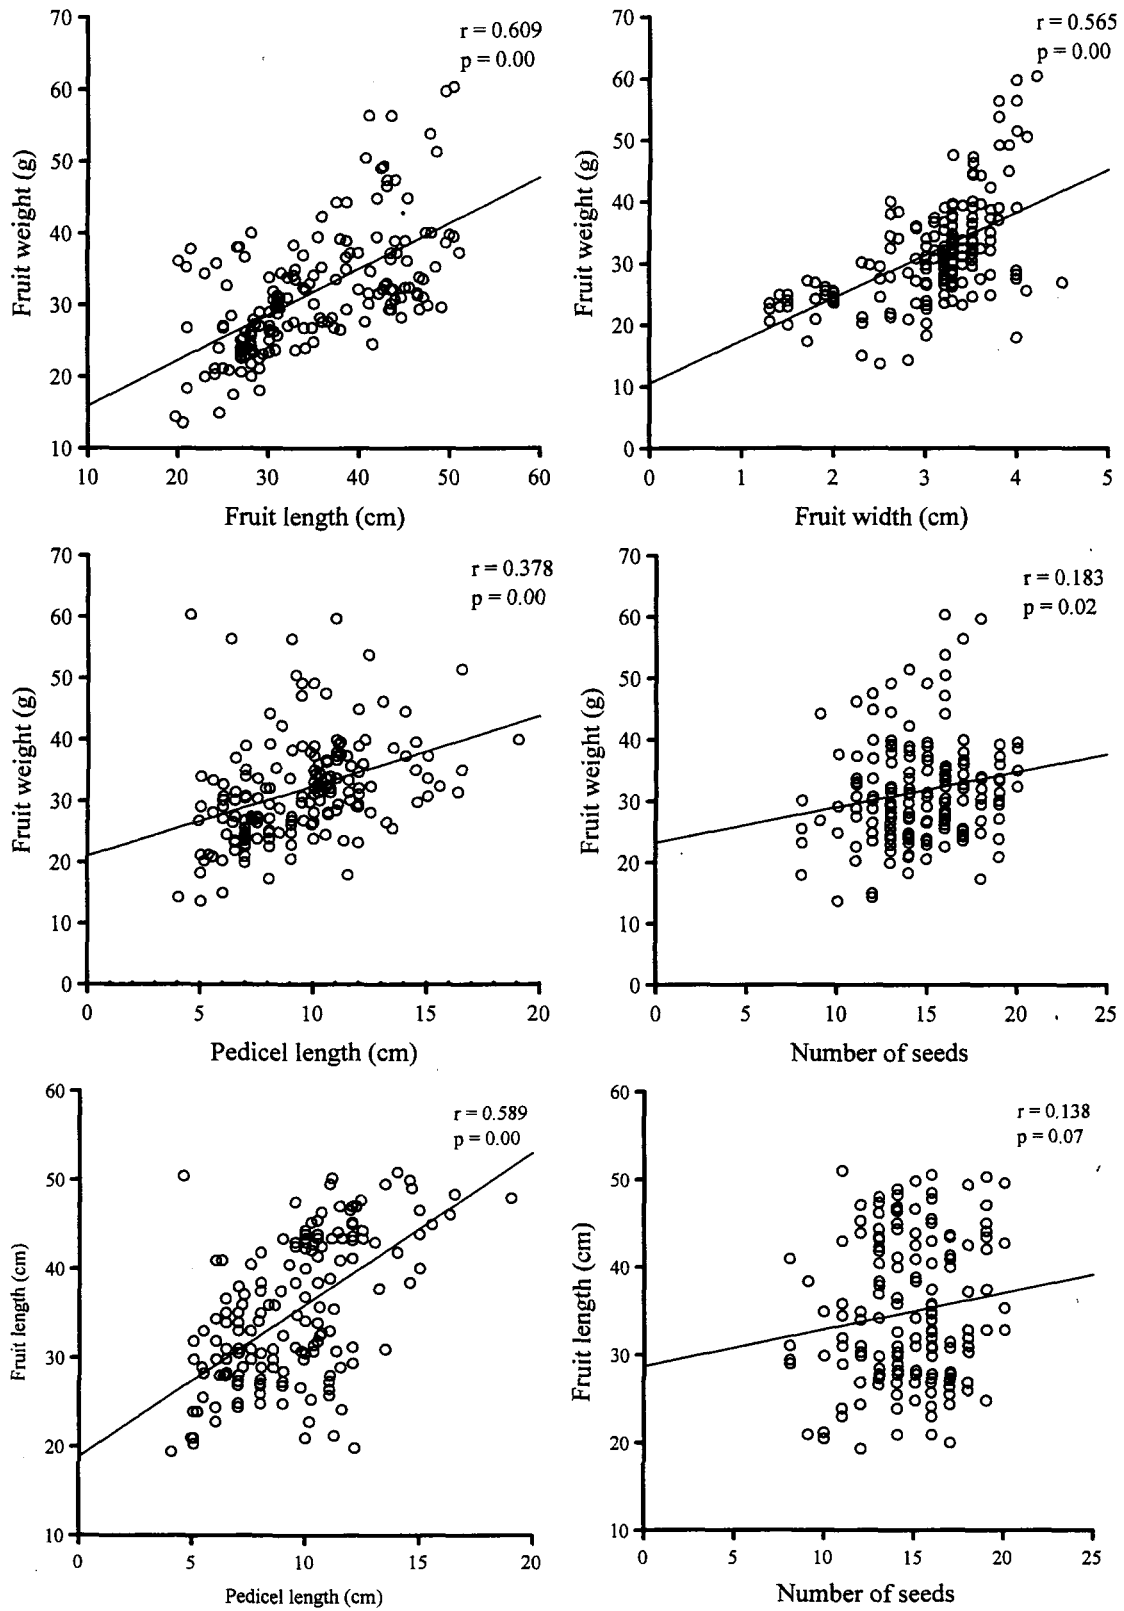 70
60
50
40
30
20
10
Fruit weight (g)
r = 0.609
p = 0.00
10 20 30 40 50 60
Fruit length (cm)
70
60
50
40
30
20
10
0
Fruit weight (g)
r = 0.565
p = 0.00
0 1 2 3 4 5
Fruit width (cm)
70
60
50
40
30
20
10
0
Fruit weight (g)
r = 0.378
p = 0.00
0 5 10 15 20
Pedicel length (cm)
70
60
50
40
30
20
10
0
Fruit weight (g)
r = 0.183
p = 0.02
0 5 10 15 20 25
Number of seeds
60
50
40
30
20
10
Fruit length (cm)
r = 0.589
p = 0.00
0 5 10 15 20
Pedicel length (cm)
60
50
40
30
20
10
Fruit length (cm)
r = 0.138
p = 0.07
0 5 10 15 20 25
Number of seeds